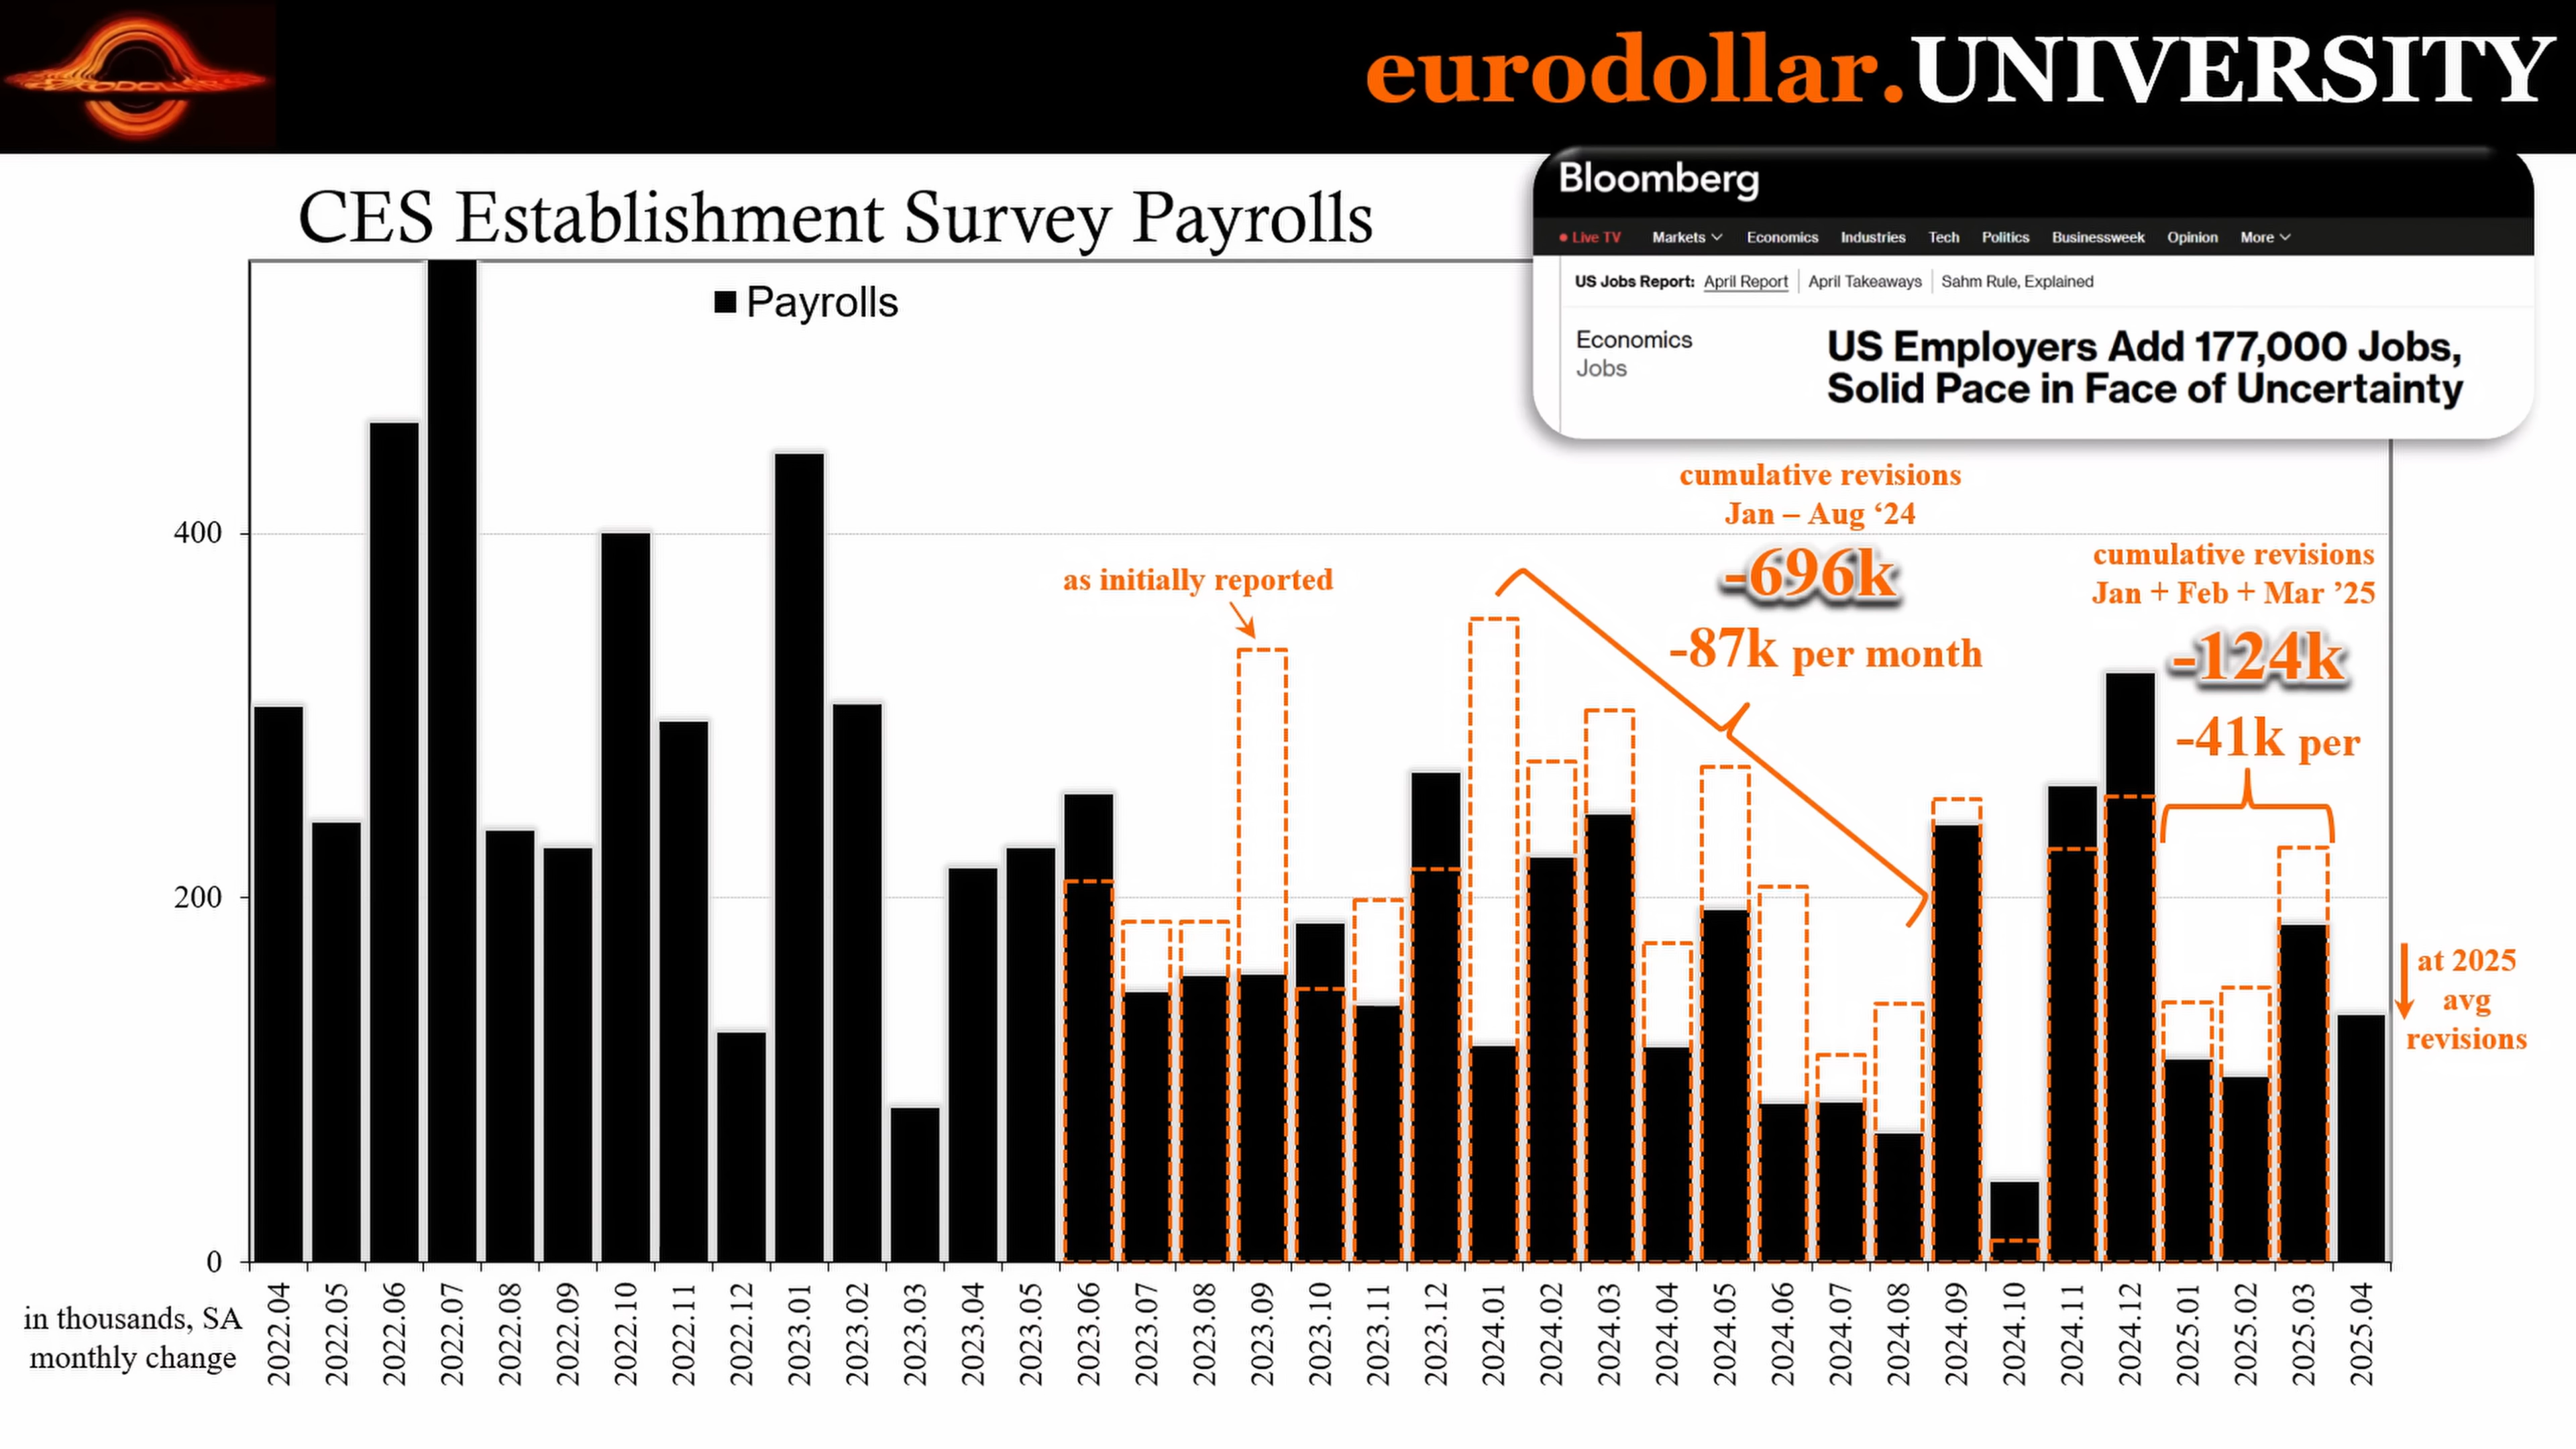 eurodollar.UNIVERSITY
EURODOLLAR
CES Establishment Survey Payrolls
Payrolls
Bloomberg
Live TV Markets Economics Industries Tech Politics Businessweek Opinion More
US Jobs Report: April Report April Takeaways Sahm Rule, Explained
Economics
Jobs
US Employers Add 177,000 Jobs,
Solid Pace in Face of Uncertainty
cumulative revisions
Jan – Aug ‘24
-696k
-87k per month
cumulative revisions
Jan + Feb + Mar ’25
-124k
-41k per
as initially reported
at 2025
avg
revisions
400
200
0
in thousands, SA
monthly change
2022.04
2022.05
2022.06
2022.07
2022.08
2022.09
2022.10
2022.11
2022.12
2023.01
2023.02
2023.03
2023.04
2023.05
2023.06
2023.07
2023.08
2023.09
2023.10
2023.11
2023.12
2024.01
2024.02
2024.03
2024.04
2024.05
2024.06
2024.07
2024.08
2024.09
2024.10
2024.11
2024.12
2025.01
2025.02
2025.03
2025.04